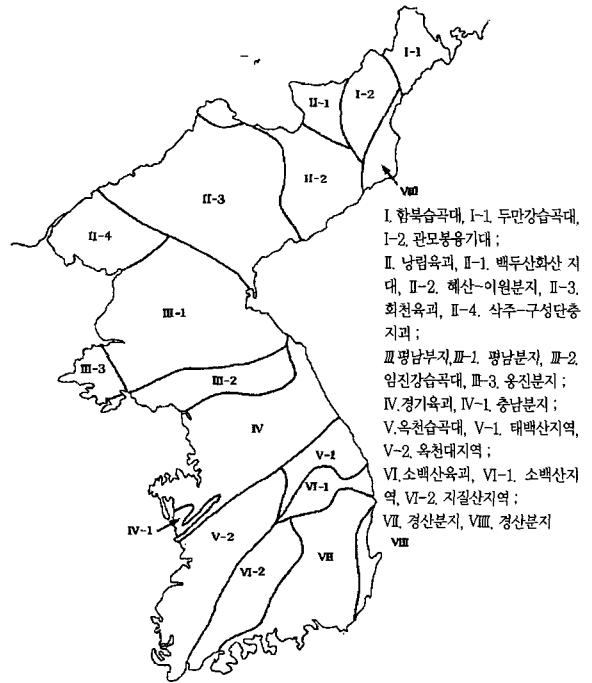 I-1
I-2
II-1
VIII
II-2
II-3
II-4
III-1
III-3
III-2
IV
V-1
VI-1
IV-1
V-2
VI-2
VII
VIII
I. 함북습곡대, I-1. 두만강습곡대,
I-2. 관모봉융기대 ;
II. 낭림육괴, II-1. 백두산화산 지
대, II-2. 혜산-이원분지, II-3.
회천육괴, II-4. 삭주-구성단층
지괴 ;
III.평남부지,III-1. 평남분지, III-2.
임진강습곡대, III-3. 옹진분지 ;
IV.경기육괴, IV-1. 충남분지 ;
V.옥천습곡대, V-1. 태백산지역,
V-2. 옥천대지역 ;
VI.소백산육괴, VI-1. 소백산지
역, VI-2. 지질산지역 ;
VII. 경산분지, VIII. 경산분지